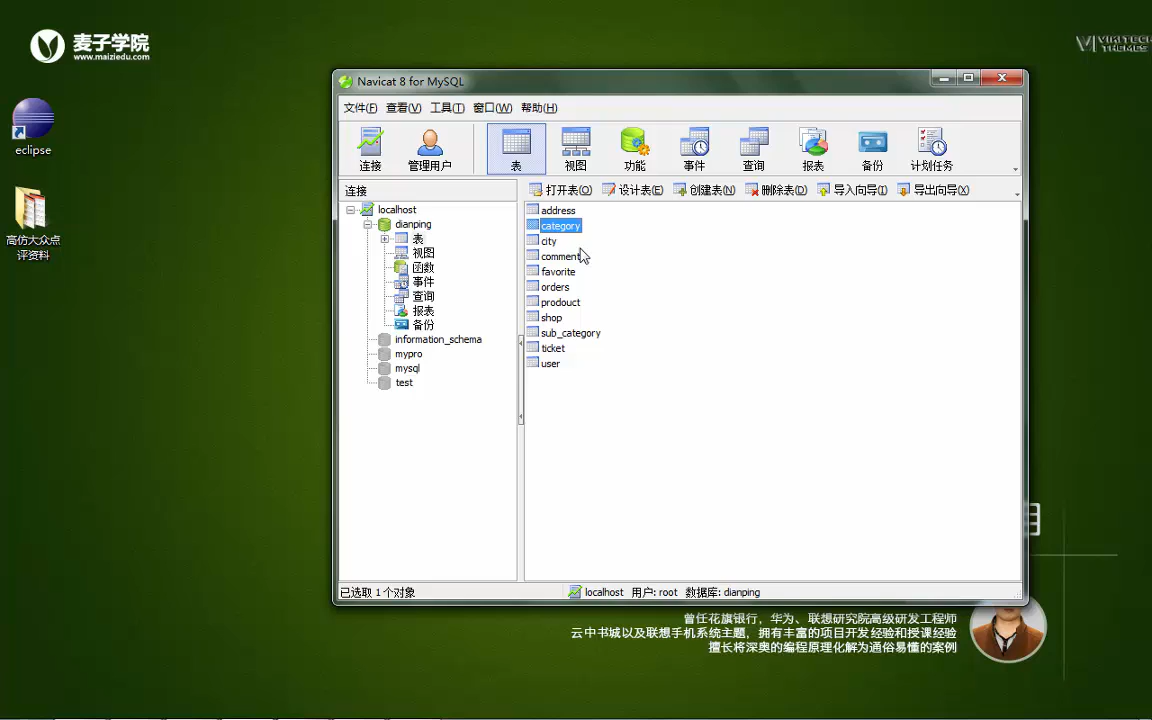 麦子学院
www.maiziedu.com
VIKITECH
THEMES
eclipse
高仿大众点
评资料
Navicat 8 for MySQL
文件(F) 查看(V) 工具(T) 窗口(W) 帮助(H)
连接 管理用户 表 视图 功能 事件 查询 报表 备份 计划任务
连接
打开表(O) 设计表(E) 创建表(N) 删除表(D) 导入向导(I) 导出向导(X)
localhost
dianping
表
视图
函数
事件
查询
报表
备份
information_schema
mypro
mysql
test
address
category
city
comment
favorite
orders
prodouct
shop
sub_category
ticket
user
已选取 1 个对象
localhost 用户: root 数据库: dianping
曾任花旗银行，华为、联想研究院高级研发工程师
云中书城以及联想手机系统主题，拥有丰富的项目开发经验和授课经验
擅长将深奥的编程原理化解为通俗易懂的案例